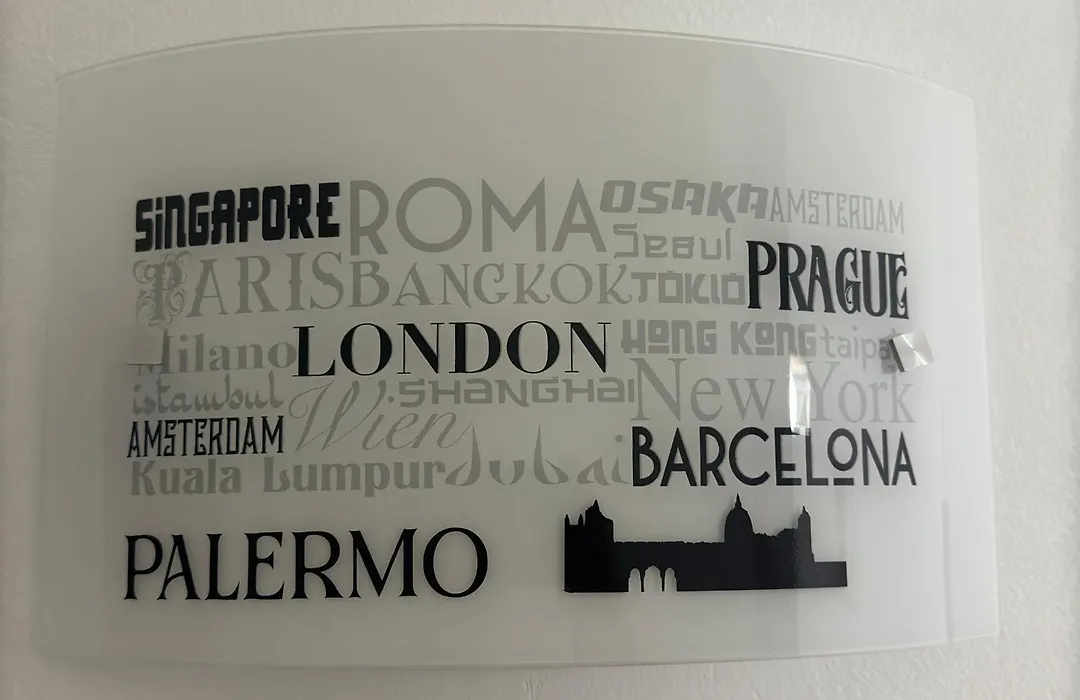 SiNGAPORE ROMA OSAKA AMSTERDAM
Seoul
PARIS BANGKOK TOKIO PRAGUE
Milano LONDON HONG KONG taipei
istambul Wien SHANGHAI New York
AMSTERDAM
Kuala Lumpur dubai BARCELONA
PALERMO